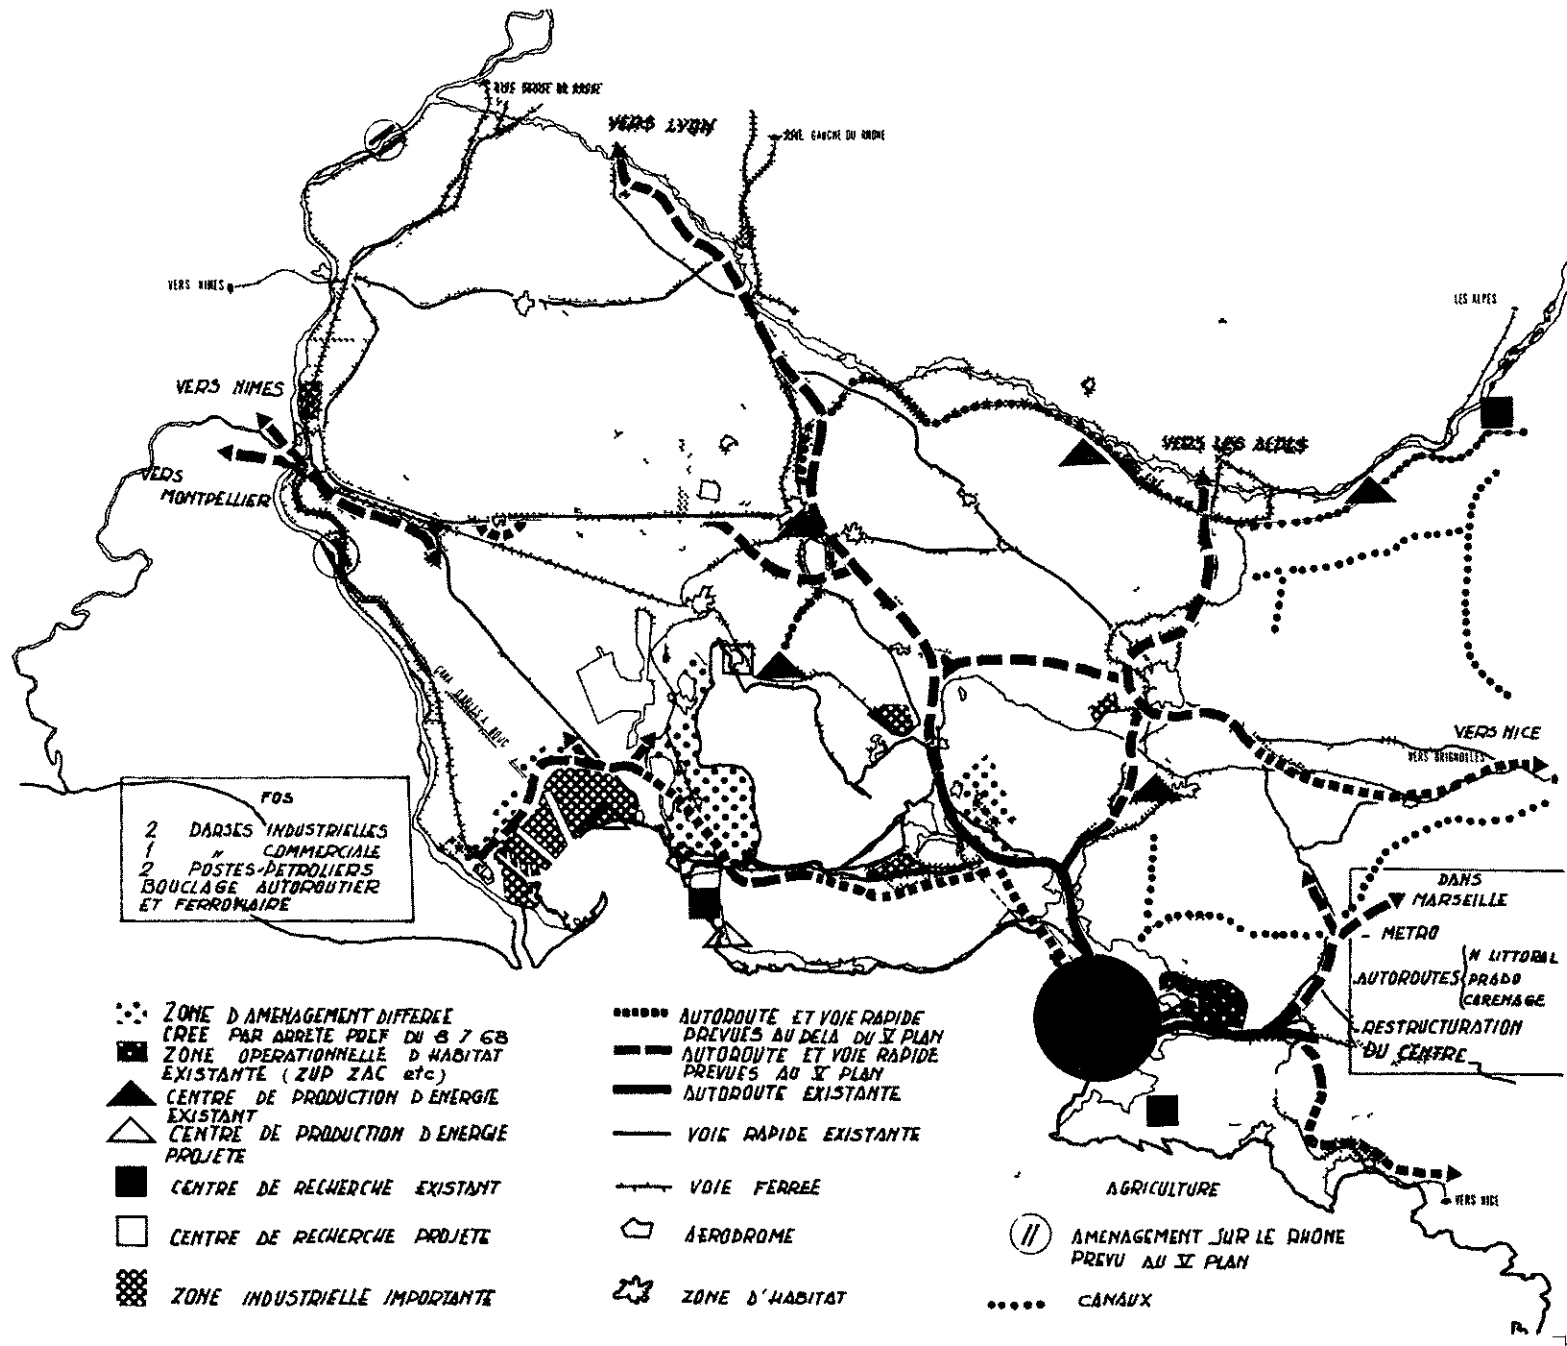 RIVE GAUCHE DU RHONE
VERS LYON
VERS NIMES
LES ALPES
VERS NIMES
VERS
MONTPELLIER
VERS LES ALPES
VERS NICE
VERS BRIGNOLES
FOS
2 DARSES INDUSTRIELLES
1 " COMMERCIALE
2 POSTES-PETROLIERS
BOUCLAGE AUTOROUTIER
ET FERROVIAIRE
DANS
MARSEILLE
- METRO
AUTOROUTES { N LITTORAL
PRADO
CARENAGE
- RESTRUCTURATION
DU CENTRE
VERS NICE
ZONE D AMENAGEMENT DIFFEREE
CREE PAR ARRETE PDEF DU 8 7 68
ZONE OPERATIONNELLE D HABITAT
EXISTANTE (ZUP ZAC etc)
CENTRE DE PRODUCTION D ENERGIE
EXISTANT
CENTRE DE PRODUCTION D ENERGIE
PROJETE
CENTRE DE RECHERCHE EXISTANT
CENTRE DE RECHERCHE PROJETE
ZONE INDUSTRIELLE IMPORTANTE
AUTOROUTE ET VOIE RAPIDE
PREVUES AU DELA DU V PLAN
AUTOROUTE ET VOIE RAPIDE
PREVUES AU V PLAN
AUTOROUTE EXISTANTE
VOIE RAPIDE EXISTANTE
VOIE FERREE
AERODROME
ZONE D'HABITAT
AGRICULTURE
AMENAGEMENT SUR LE RHONE
PREVU AU V PLAN
CANAUX